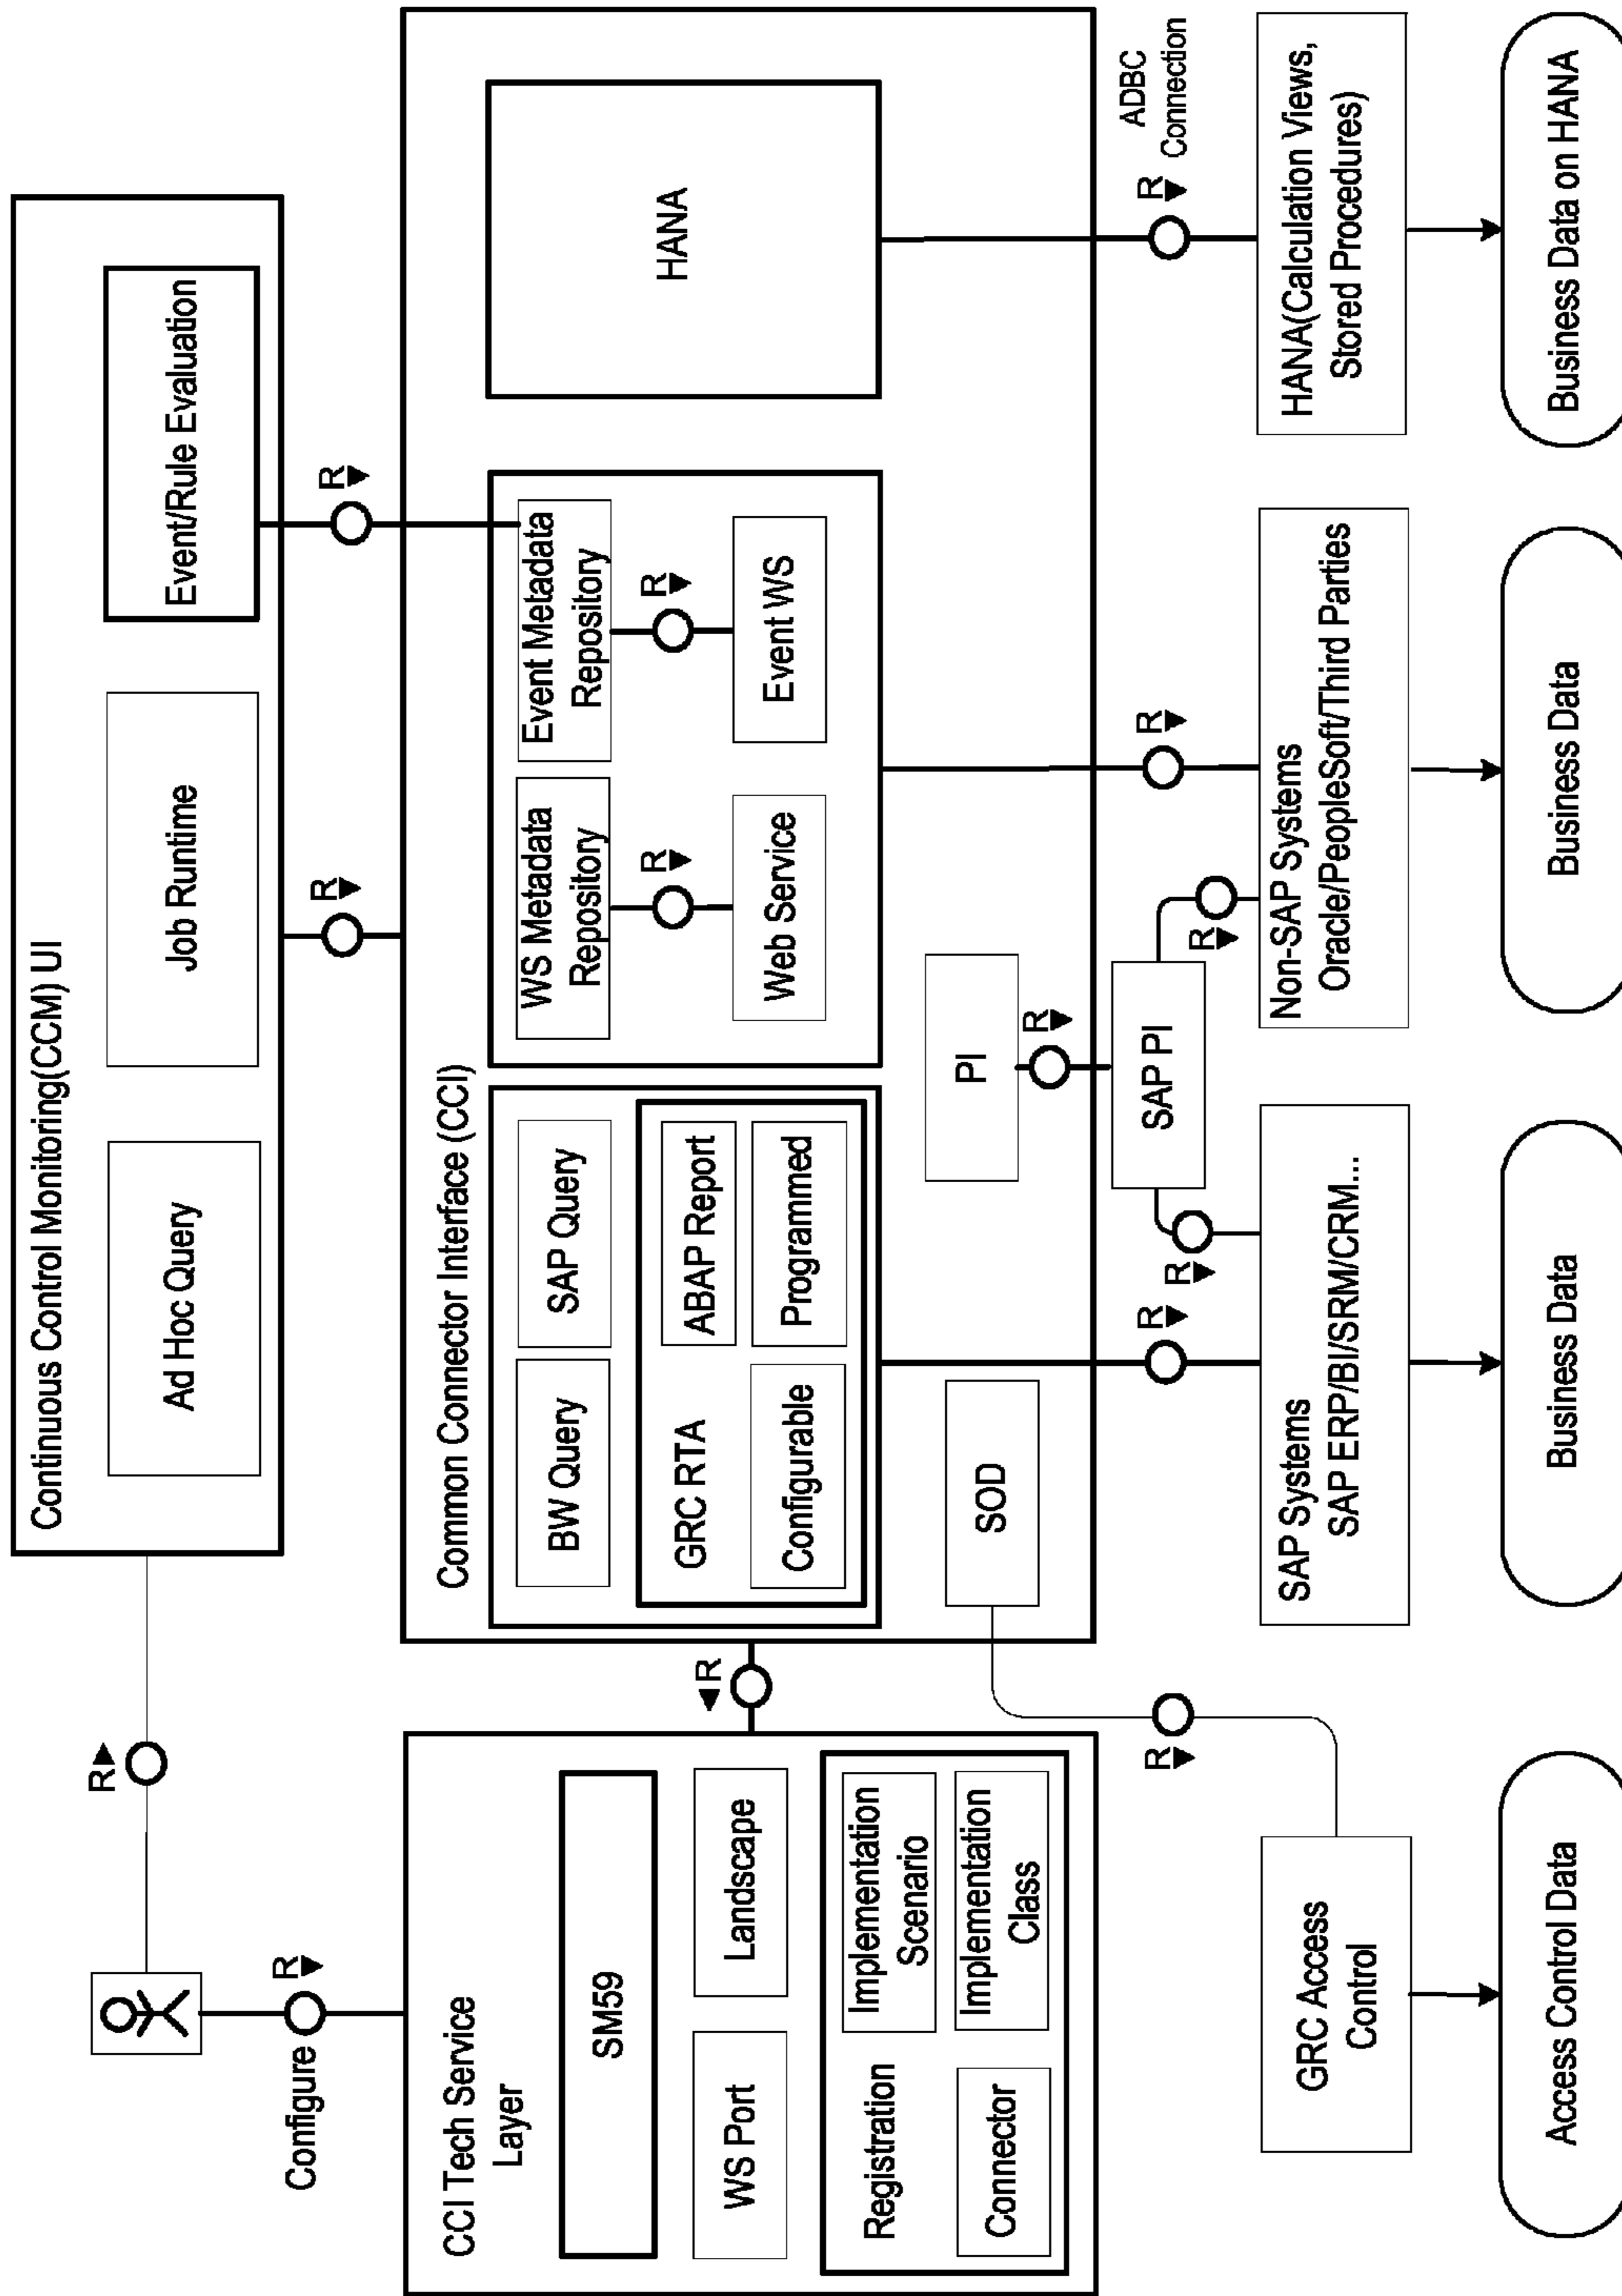 Configure
R
R
Continuous Control Monitoring(CCM) UI
Ad Hoc Query
Job Runtime
Event/Rule Evaluation
R
R
CCI Tech Service
Layer
SM59
WS Port
Landscape
Registration
Implementation
Scenario
Connector
Implementation
Class
R
Common Connector Interface (CCI)
BW Query
SAP Query
GRC RTA
ABAP Report
Configurable
Programmed
WS Metadata
Repository
R
Web Service
Event Metadata
Repository
R
Event WS
HANA
SOD
PI
R
SAP PI
R
R
R
R
R
R
ADBC
Connection
GRC Access
Control
SAP Systems
SAP ERP/BI/SRM/CRM...
Non-SAP Systems
Oracle/PeopleSoft/Third Parties
HANA(Calculation Views,
Stored Procedures)
Access Control Data
Business Data
Business Data
Business Data on HANA